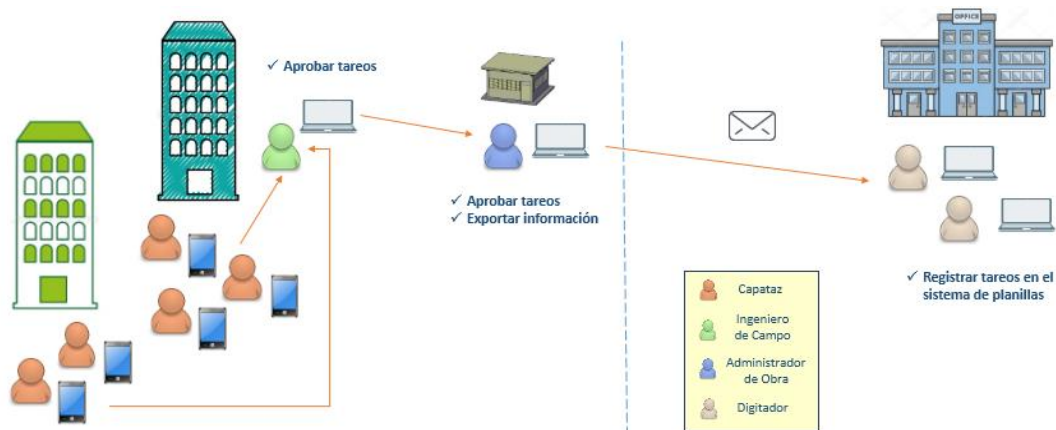 OFFICE
✓ Aprobar tareos
✓ Aprobar tareos
✓ Exportar información
✓ Registrar tareos en el
sistema de planillas
Capataz
Ingeniero
de Campo
Administrador
de Obra
Digitador